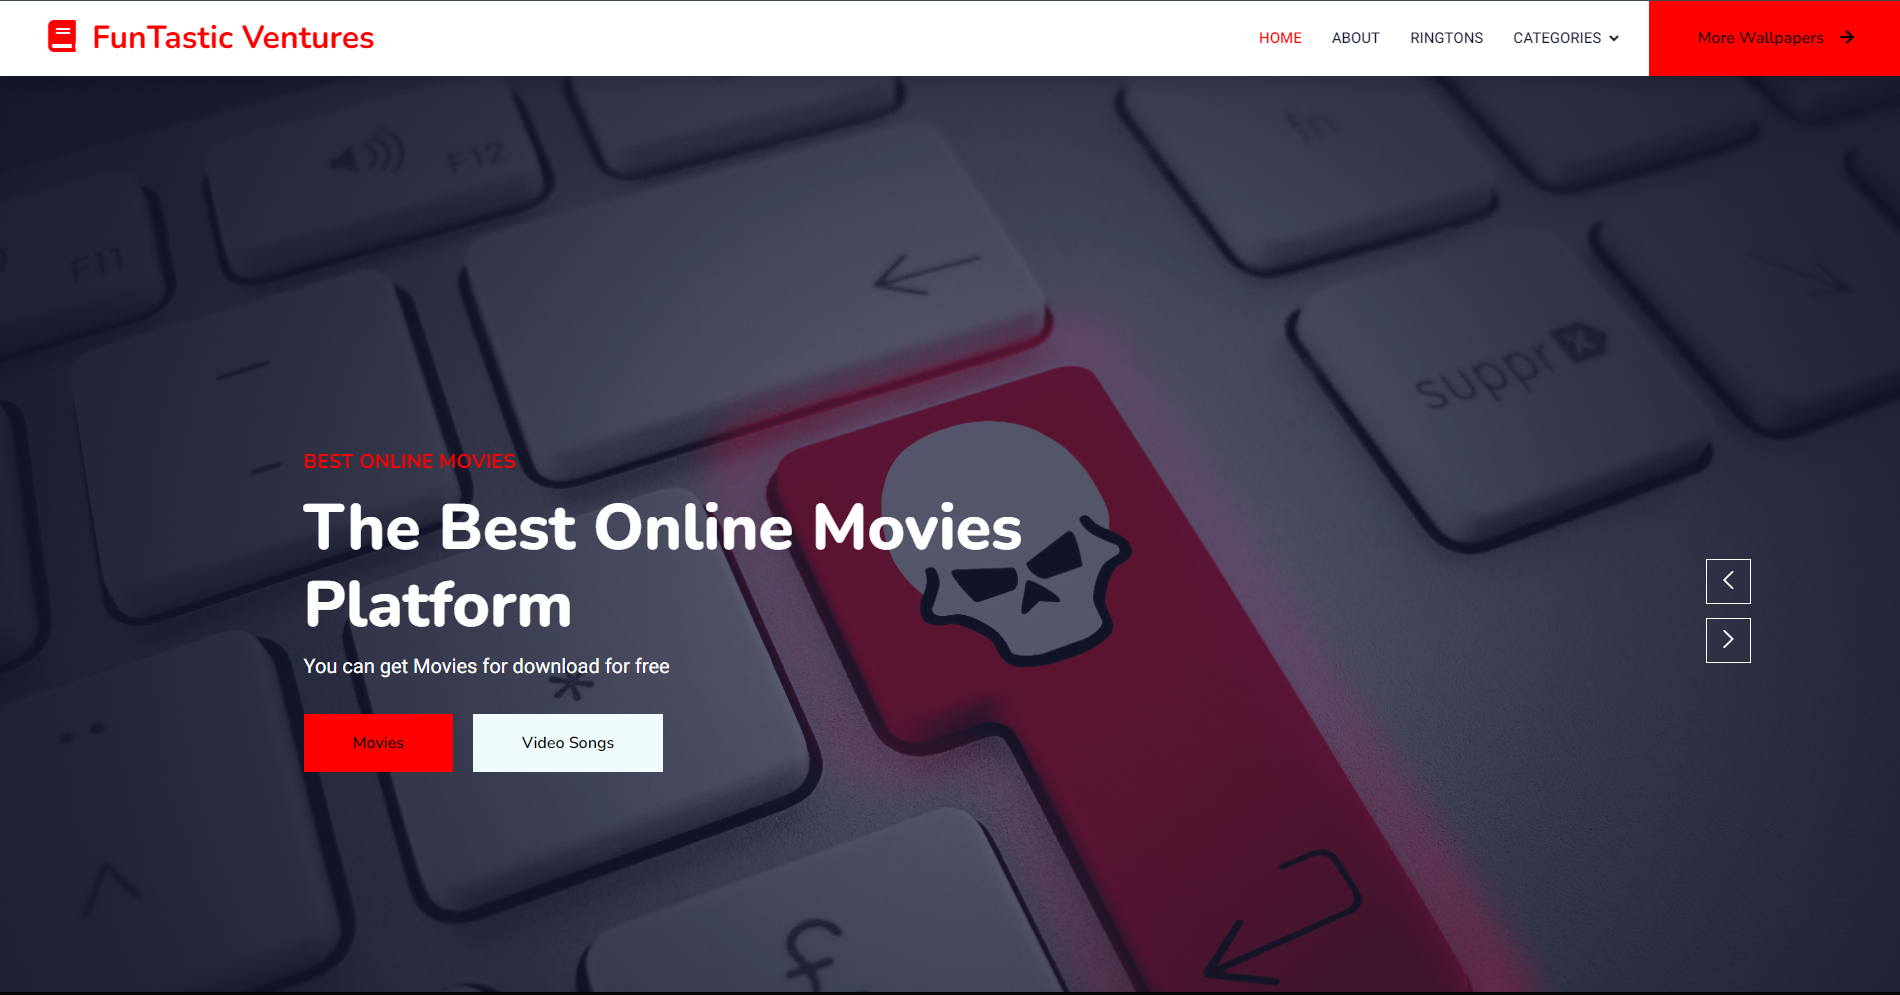 FunTastic Ventures
HOME ABOUT RINGTONS CATEGORIES More Wallpapers
F12
fn
F11
suppr
BEST ONLINE MOVIES
The Best Online Movies
Platform
You can get Movies for download for free
*
Movies Video Songs
^
£